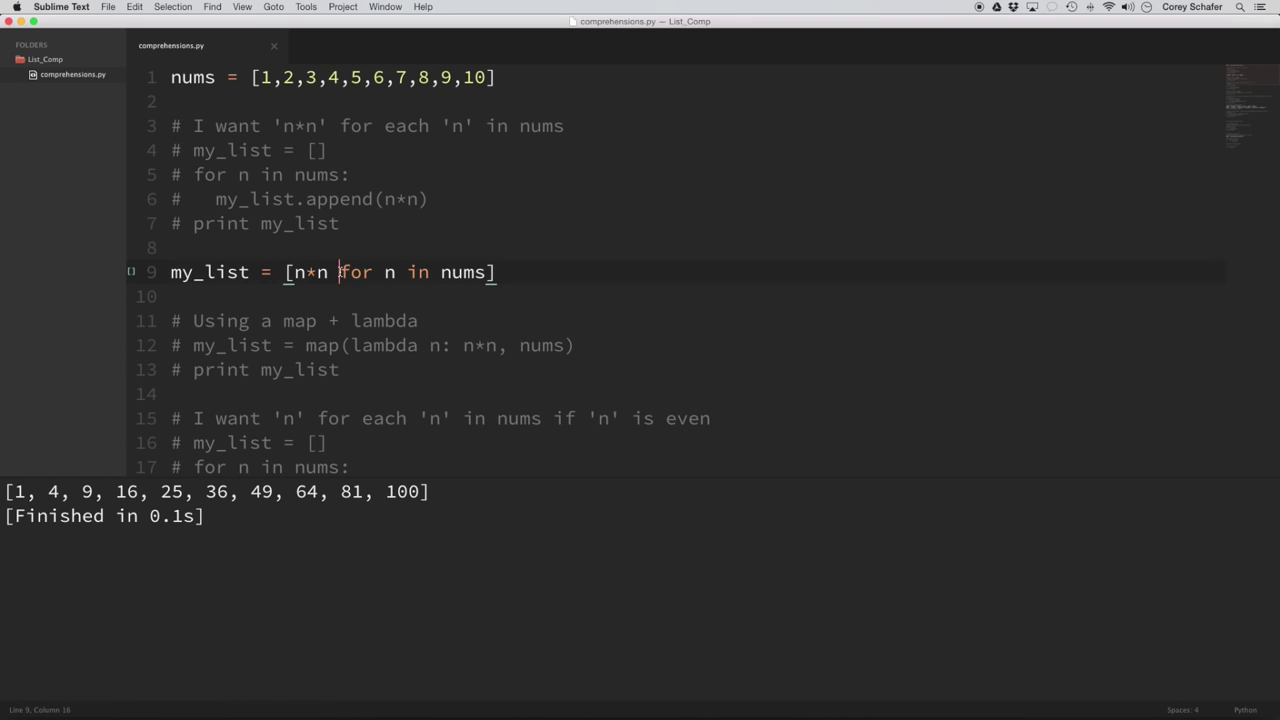 Sublime Text File Edit Selection Find View Goto Tools Project Window Help Corey Schafer
comprehensions.py — List_Comp
FOLDERS
List_Comp
comprehensions.py
comprehensions.py
1 nums = [1,2,3,4,5,6,7,8,9,10]
2
3 # I want 'n*n' for each 'n' in nums
4 # my_list = []
5 # for n in nums:
6 #   my_list.append(n*n)
7 # print my_list
8
9 my_list = [n*n for n in nums]
10
11 # Using a map + lambda
12 # my_list = map(lambda n: n*n, nums)
13 # print my_list
14
15 # I want 'n' for each 'n' in nums if 'n' is even
16 # my_list = []
17 # for n in nums:
[1, 4, 9, 16, 25, 36, 49, 64, 81, 100]
[Finished in 0.1s]
Line 9, Column 16 Spaces: 4 Python